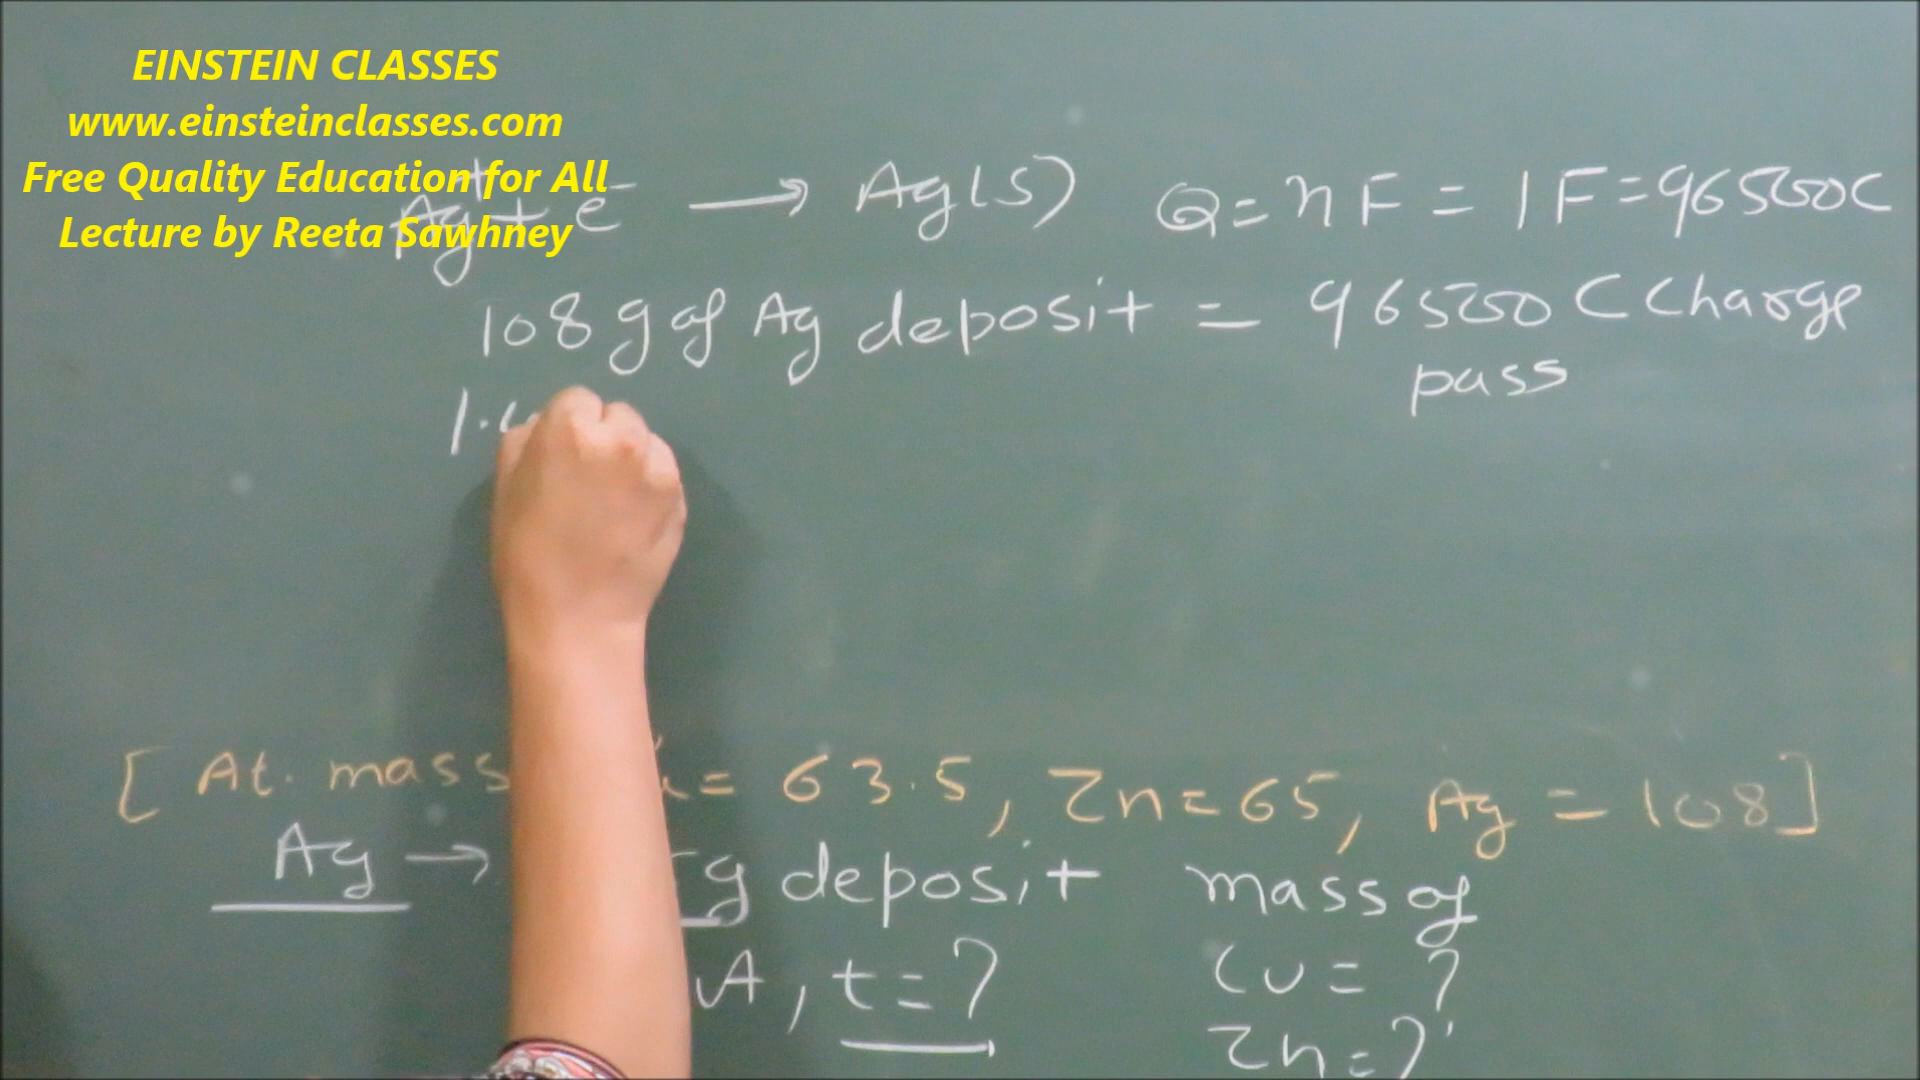 EINSTEIN CLASSES
www.einsteinclasses.com
Free Quality Education for All
Lecture by Reeta Sawhney
Ag⁺ + e⁻ → Ag(s) Q = nF = 1F = 96500C
108 g of Ag deposit = 96500 C Charge
pass
1.4
[At. mass = 63.5, Zn = 65, Ag = 108]
Ag → g deposit mass of
A, t = ? Cu = ?
Zn = ?